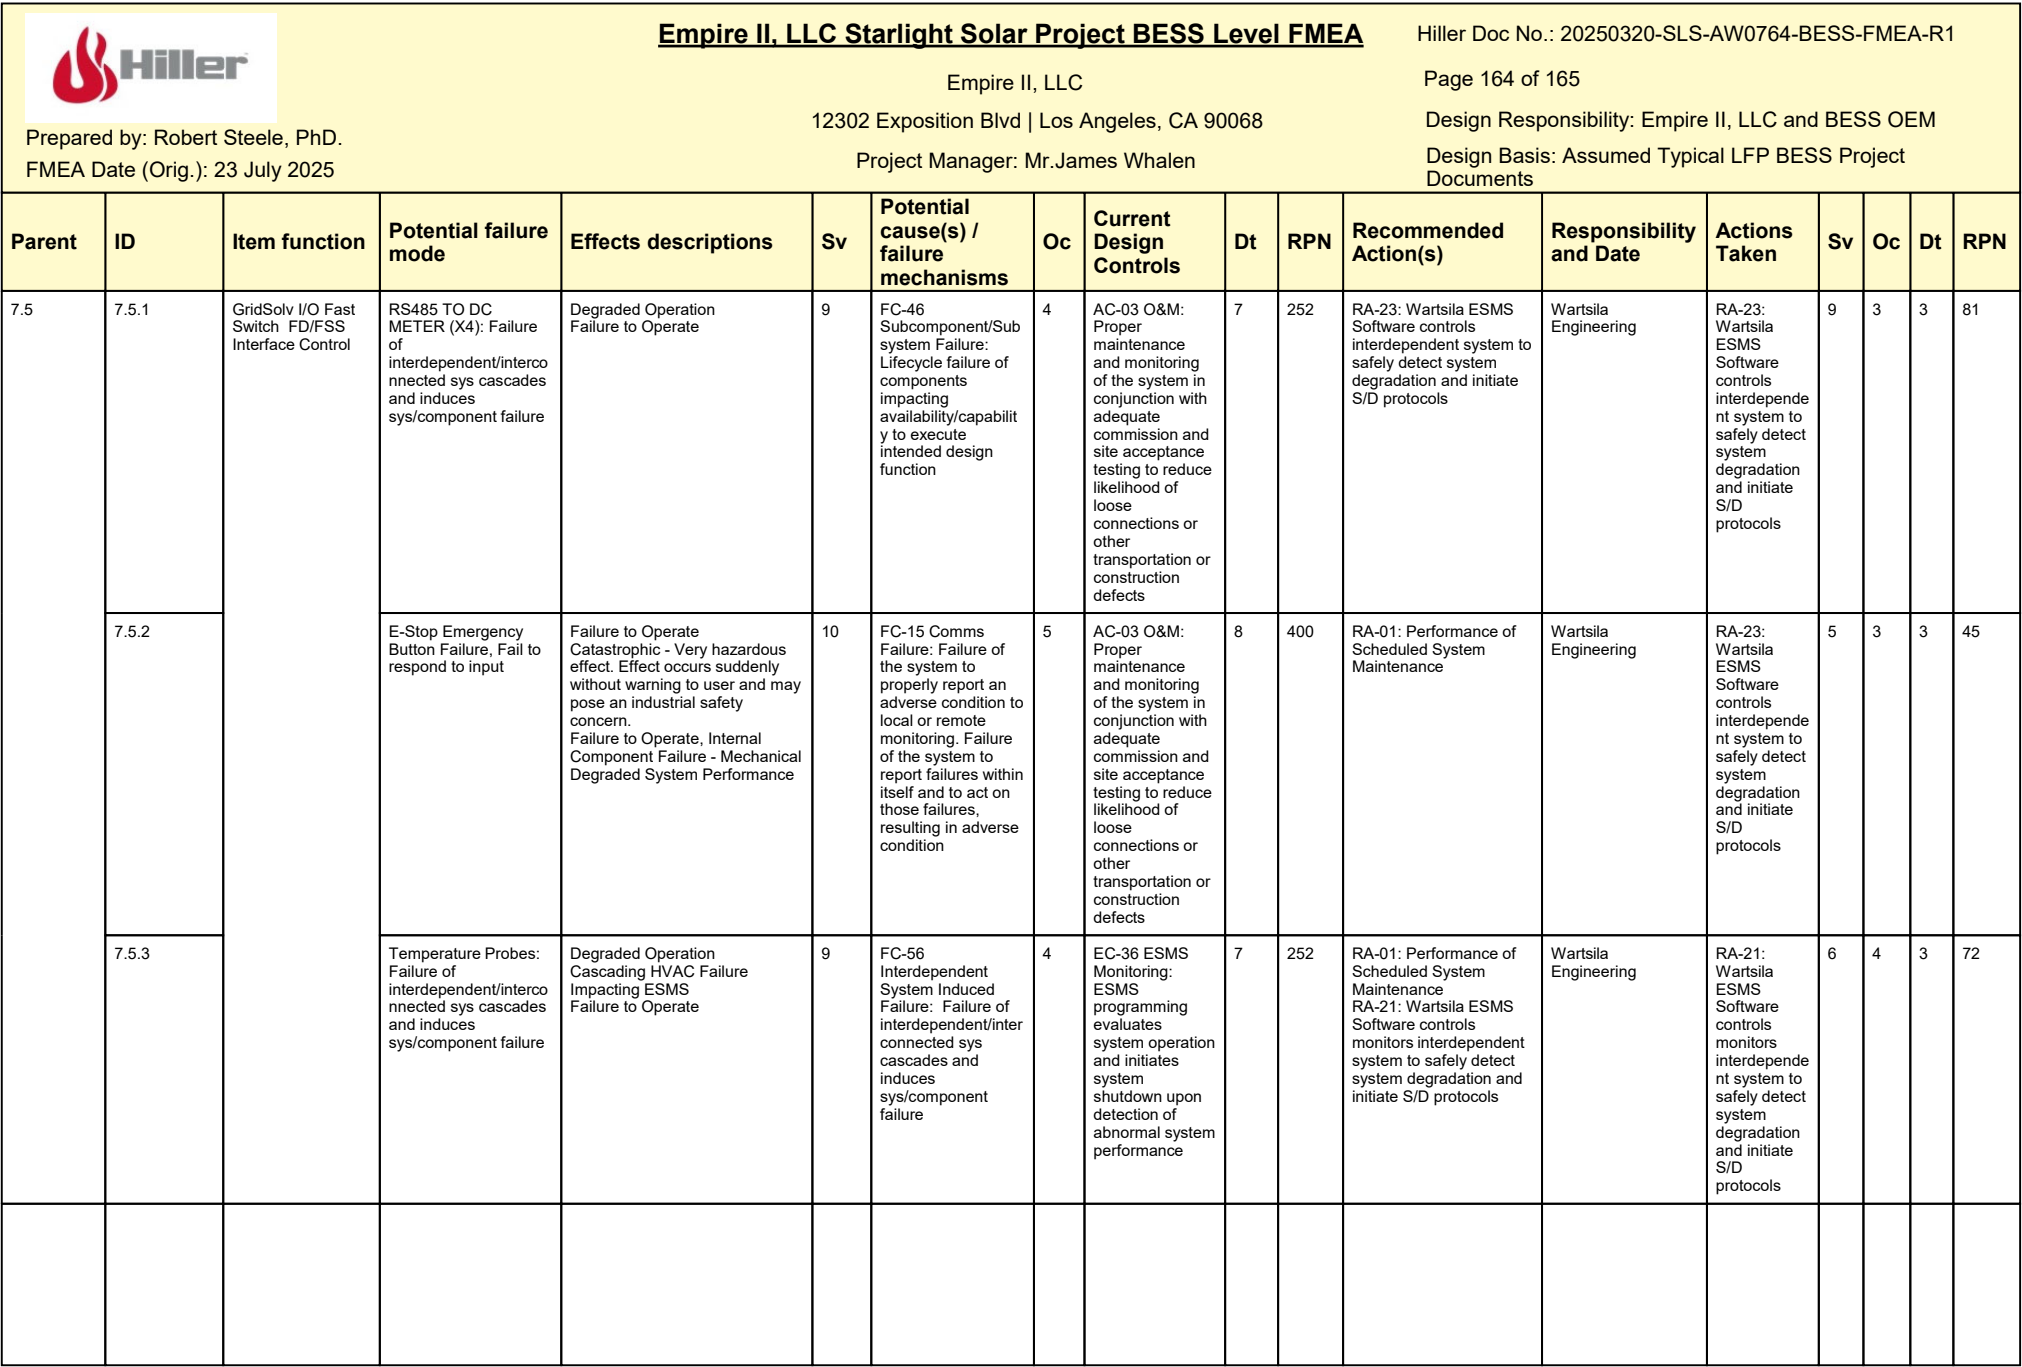 Hiller
Prepared by: Robert Steele, PhD.
FMEA Date (Orig.): 23 July 2025
Empire II, LLC Starlight Solar Project BESS Level FMEA
Empire II, LLC
12302 Exposition Blvd | Los Angeles, CA 90068
Project Manager: Mr.James Whalen
Hiller Doc No.: 20250320-SLS-AW0764-BESS-FMEA-R1
Page 164 of 165
Design Responsibility: Empire II, LLC and BESS OEM
Design Basis: Assumed Typical LFP BESS Project
Documents
Parent
ID
Item function
Potential failure
mode
Effects descriptions
Sv
Potential
cause(s) /
failure
mechanisms
Oc
Current
Design
Controls
Dt
RPN
Recommended
Action(s)
Responsibility
and Date
Actions
Taken
Sv
Oc
Dt
RPN
7.5
7.5.1
GridSolv I/O Fast
Switch  FD/FSS
Interface Control
RS485 TO DC
METER (X4): Failure
of
interdependent/interco
nnected sys cascades
and induces
sys/component failure
Degraded Operation
Failure to Operate
9
FC-46
Subcomponent/Sub
system Failure:
Lifecycle failure of
components
impacting
availability/capabilit
y to execute
intended design
function
4
AC-03 O&M:
Proper
maintenance
and monitoring
of the system in
conjunction with
adequate
commission and
site acceptance
testing to reduce
likelihood of
loose
connections or
other
transportation or
construction
defects
7
252
RA-23: Wartsila ESMS
Software controls
interdependent system to
safely detect system
degradation and initiate
S/D protocols
Wartsila
Engineering
RA-23:
Wartsila
ESMS
Software
controls
interdepende
nt system to
safely detect
system
degradation
and initiate
S/D
protocols
9
3
3
81
7.5.2
E-Stop Emergency
Button Failure, Fail to
respond to input
Failure to Operate
Catastrophic - Very hazardous
effect. Effect occurs suddenly
without warning to user and may
pose an industrial safety
concern.
Failure to Operate, Internal
Component Failure - Mechanical
Degraded System Performance
10
FC-15 Comms
Failure: Failure of
the system to
properly report an
adverse condition to
local or remote
monitoring. Failure
of the system to
report failures within
itself and to act on
those failures,
resulting in adverse
condition
5
AC-03 O&M:
Proper
maintenance
and monitoring
of the system in
conjunction with
adequate
commission and
site acceptance
testing to reduce
likelihood of
loose
connections or
other
transportation or
construction
defects
8
400
RA-01: Performance of
Scheduled System
Maintenance
Wartsila
Engineering
RA-23:
Wartsila
ESMS
Software
controls
interdepende
nt system to
safely detect
system
degradation
and initiate
S/D
protocols
5
3
3
45
7.5.3
Temperature Probes:
Failure of
interdependent/interco
nnected sys cascades
and induces
sys/component failure
Degraded Operation
Cascading HVAC Failure
Impacting ESMS
Failure to Operate
9
FC-56
Interdependent
System Induced
Failure:  Failure of
interdependent/inter
connected sys
cascades and
induces
sys/component
failure
4
EC-36 ESMS
Monitoring:
ESMS
programming
evaluates
system operation
and initiates
system
shutdown upon
detection of
abnormal system
performance
7
252
RA-01: Performance of
Scheduled System
Maintenance
RA-21: Wartsila ESMS
Software controls
monitors interdependent
system to safely detect
system degradation and
initiate S/D protocols
Wartsila
Engineering
RA-21:
Wartsila
ESMS
Software
controls
monitors
interdepende
nt system to
safely detect
system
degradation
and initiate
S/D
protocols
6
4
3
72